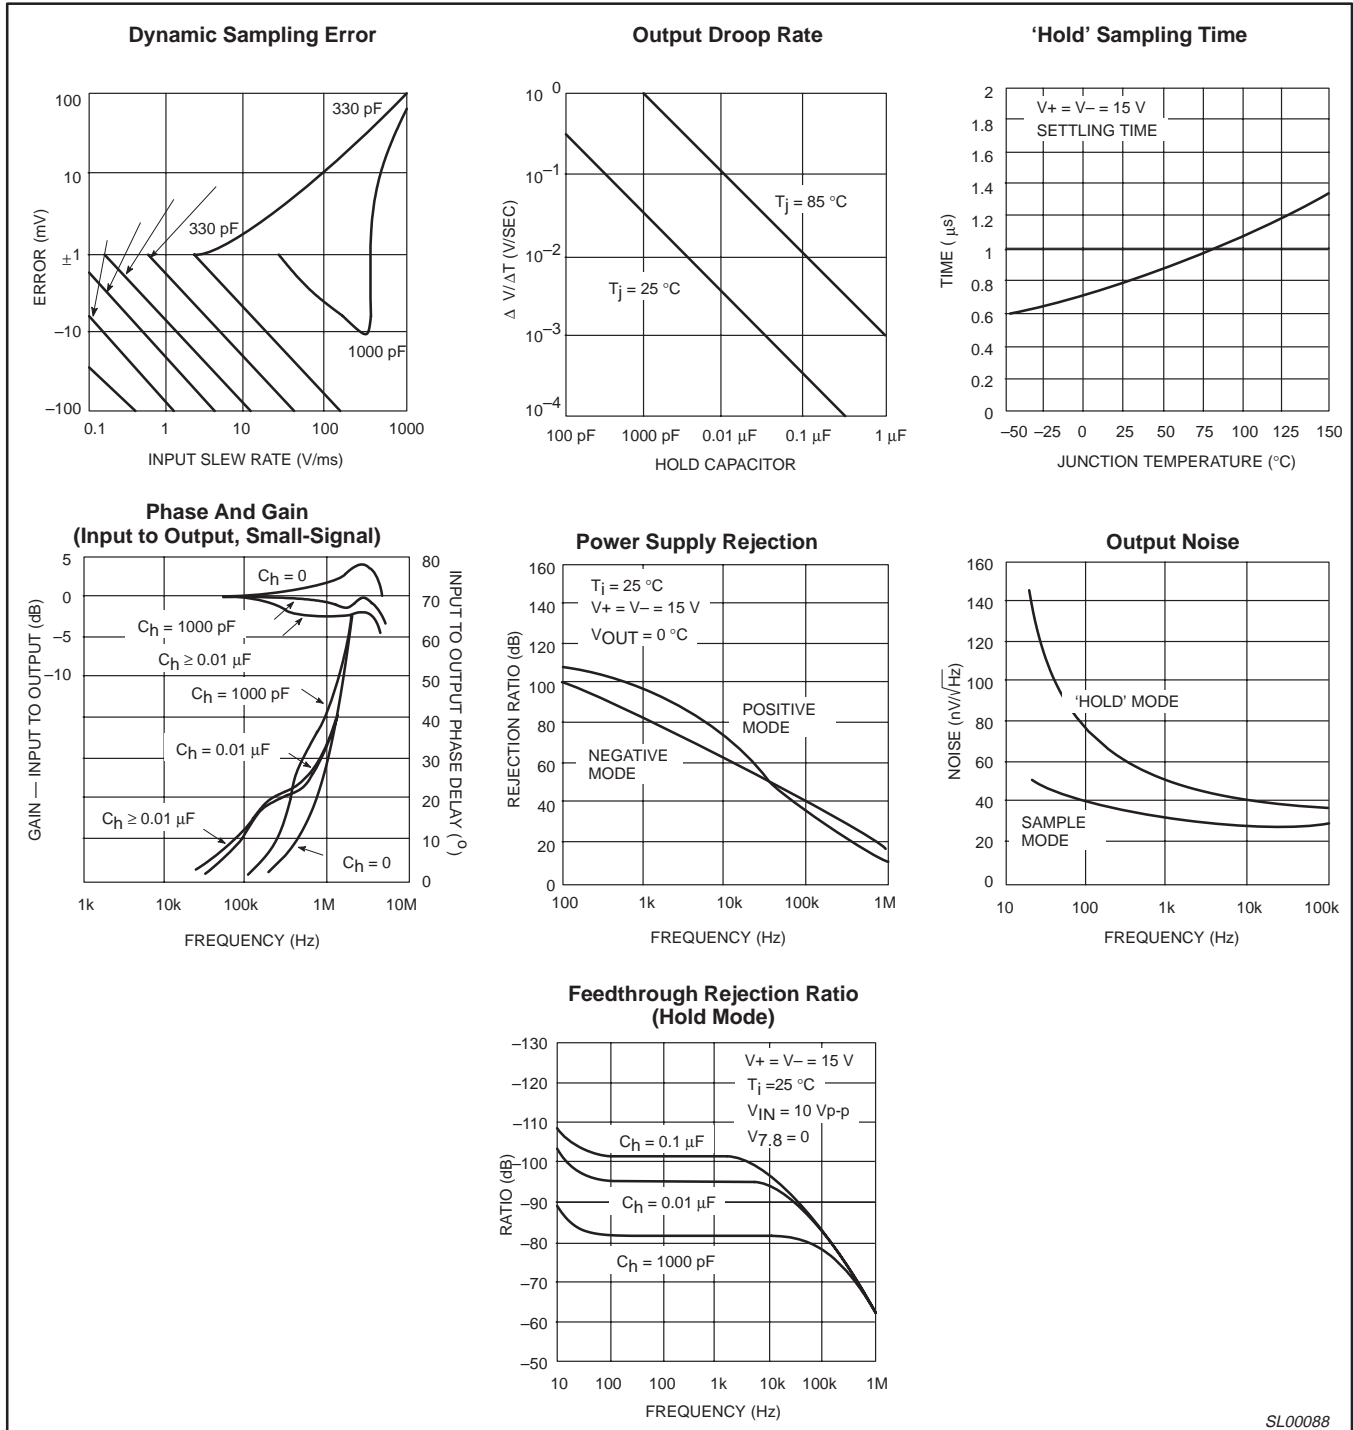 Dynamic Sampling Error
100
10
1
±
–10
–100
0.1
1
10
100
1000
330 pF
330 pF
1000 pF
ERROR (mV)
INPUT SLEW RATE (V/ms)
Output Droop Rate
10 0
10–1
10–2
10–3
10–4
100 pF
1000 pF
0.01 µF
0.1 µF
1 µF
Tj = 85 °C
Tj = 25 °C
Δ V/ΔT (V/SEC)
HOLD CAPACITOR
‘Hold’ Sampling Time
2
1.8
1.6
1.4
1.2
1
0.8
0.6
0.4
0.2
0
–50
–25
0
25
50
75
100
125
150
V+ = V– = 15 V
SETTLING TIME
TIME ( µs)
JUNCTION TEMPERATURE (°C)
Phase And Gain
(Input to Output, Small-Signal)
5
0
–5
–10
80
70
60
50
40
30
20
10
0
1k
10k
100k
1M
10M
Ch = 0
Ch = 1000 pF
Ch ≥ 0.01 µF
Ch = 1000 pF
Ch = 0.01 µF
Ch ≥ 0.01 µF
Ch = 0
GAIN — INPUT TO OUTPUT (dB)
INPUT TO OUTPUT PHASE DELAY ( O)
FREQUENCY (Hz)
Power Supply Rejection
160
140
120
100
80
60
40
20
0
100
1k
10k
100k
1M
Ti = 25 °C
V+ = V– = 15 V
VOUT = 0 °C
POSITIVE
MODE
NEGATIVE
MODE
REJECTION RATIO (dB)
FREQUENCY (Hz)
Output Noise
160
140
120
100
80
60
40
20
0
10
100
1k
10k
100k
‘HOLD’ MODE
SAMPLE
MODE
NOISE (nV/√Hz)
FREQUENCY (Hz)
Feedthrough Rejection Ratio
(Hold Mode)
–130
–120
–110
–100
–90
–80
–70
–60
–50
10
100
100
1k
10k
100k
1M
V+ = V– = 15 V
Ti =25 °C
VIN = 10 Vp-p
V7.8 = 0
Ch = 0.1 µF
Ch = 0.01 µF
Ch = 1000 pF
RATIO (dB)
FREQUENCY (Hz)
SL00088